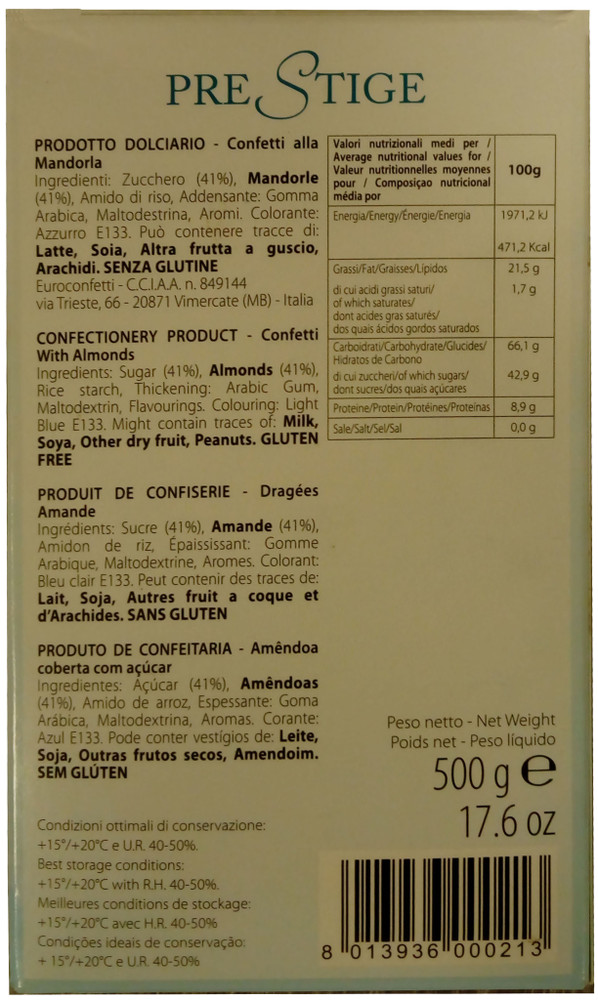 PRESTIGE
PRODOTTO DOLCIARIO - Confetti alla
Mandorla
Ingredienti: Zucchero (41%), Mandorle
(41%), Amido di riso, Addensante: Gomma
Arabica, Maltodestrina, Aromi. Colorante:
Azzurro E133. Può contenere tracce di:
Latte, Soia, Altra frutta a guscio,
Arachidi. SENZA GLUTINE
Euroconfetti - C.C.I.A.A. n. 849144
via Trieste, 66 - 20871 Vimercate (MB) - Italia
CONFECTIONERY PRODUCT - Confetti
With Almonds
Ingredients: Sugar (41%), Almonds (41%),
Rice starch, Thickening: Arabic Gum,
Maltodextrin, Flavourings. Colouring: Light
Blue E133. Might contain traces of: Milk,
Soya, Other dry fruit, Peanuts. GLUTEN
FREE
PRODUIT DE CONFISERIE - Dragées
Amande
Ingrédients: Sucre (41%), Amande (41%),
Amidon de riz, Épaississant: Gomme
Arabique, Maltodextrine, Aromes. Colorant:
Bleu clair E133. Peut contenir des traces de:
Lait, Soja, Autres fruit a coque et
d'Arachides. SANS GLUTEN
PRODUTO DE CONFEITARIA - Amêndoa
coberta com açúcar
Ingredientes: Açúcar (41%), Amêndoas
(41%), Amido de arroz, Espessante: Goma
Arábica, Maltodextrina, Aromas. Corante:
Azul E133. Pode conter vestígios de: Leite,
Soja, Outras frutos secos, Amendoim.
SEM GLÚTEN
Condizioni ottimali di conservazione:
+15°/+20°C e U.R. 40-50%.
Best storage conditions:
+15°/+20°C with R.H. 40-50%.
Meilleures conditions de stockage:
+15°/+20°C avec H.R. 40-50%
Condições ideais de conservação:
+ 15°/+20°C e U.R. 40-50%
Valori nutrizionali medi per /
Average nutritional values for /
Valeur nutritionnelles moyennes
pour / Composiçao nutricional
média por
100g
Energia/Energy/Énergie/Energia 1971,2 kJ
471,2 Kcal
Grassi/Fat/Graisses/Lípidos 21,5 g
di cui acidi grassi saturi/ 1,7 g
of which saturates/
dont acides gras saturés/
dos quais ácidos gordos saturados
Carboidrati/Carbohydrate/Glucides/ 66,1 g
Hidratos de Carbono
di cui zuccheri/of which sugars/ 42,9 g
dont sucres/dos quais açúcares
Proteine/Protein/Protéines/Proteínas 8,9 g
Sale/Salt/Sel/Sal 0,0 g
Peso netto - Net Weight
Poids net - Peso líquido
500 g e
17.6 oz
8 013936 000213